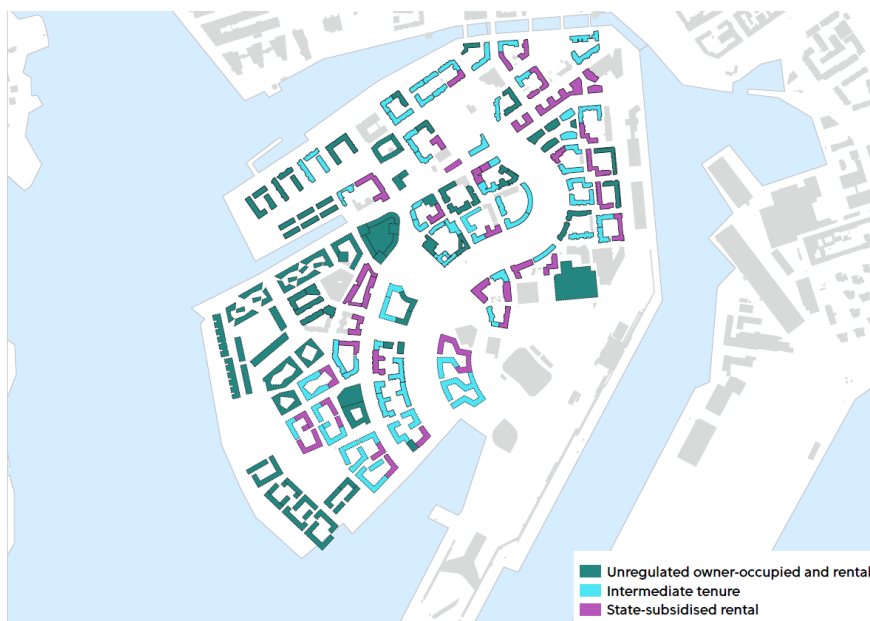 Unregulated owner-occupied and rental
Intermediate tenure
State-subsidised rental